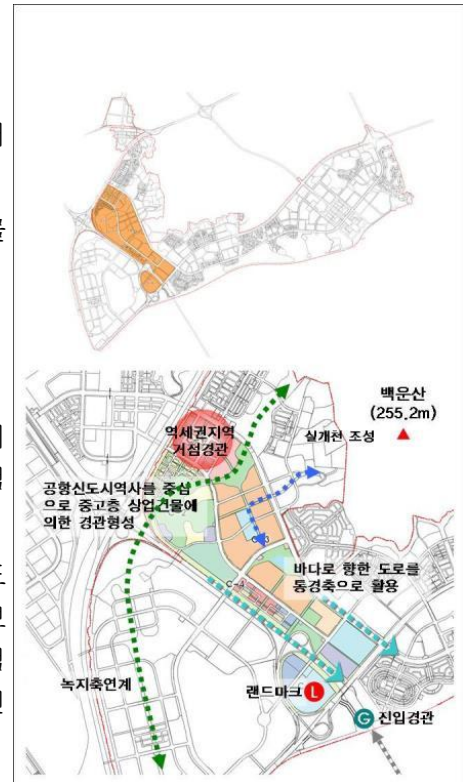 백운산
(255.2m)
역세권지역
거점경관
실개천 조성
공항신도시역사를 중심
으로 중고층 상업건물에
의한 경관형성
바다로 향한 도로를
통경축으로 활용
녹지축연계
랜드마크 L
G 진입경관